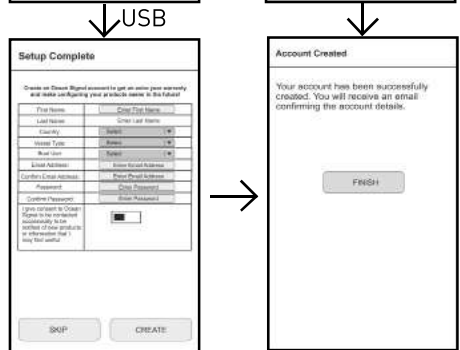 USB
Setup Complete
Create an Ocean Signal account to get an extra year warranty
and make configuring your products easier in the future!
First Name Enter First Name
Last Name Enter Last Name
Country Select
Vessel Type Select
Boat User Select
Email Address Enter Email Address
Confirm Email Address Enter Email Address
Password Enter Password
Confirm Password Enter Password
I give consent to Ocean
Signal to be contacted
occasionally to be
notified of new products
or information that I
may find useful
SKIP CREATE
Account Created
Your account has been successfully
created. You will receive an email
confirming the account details.
FINISH